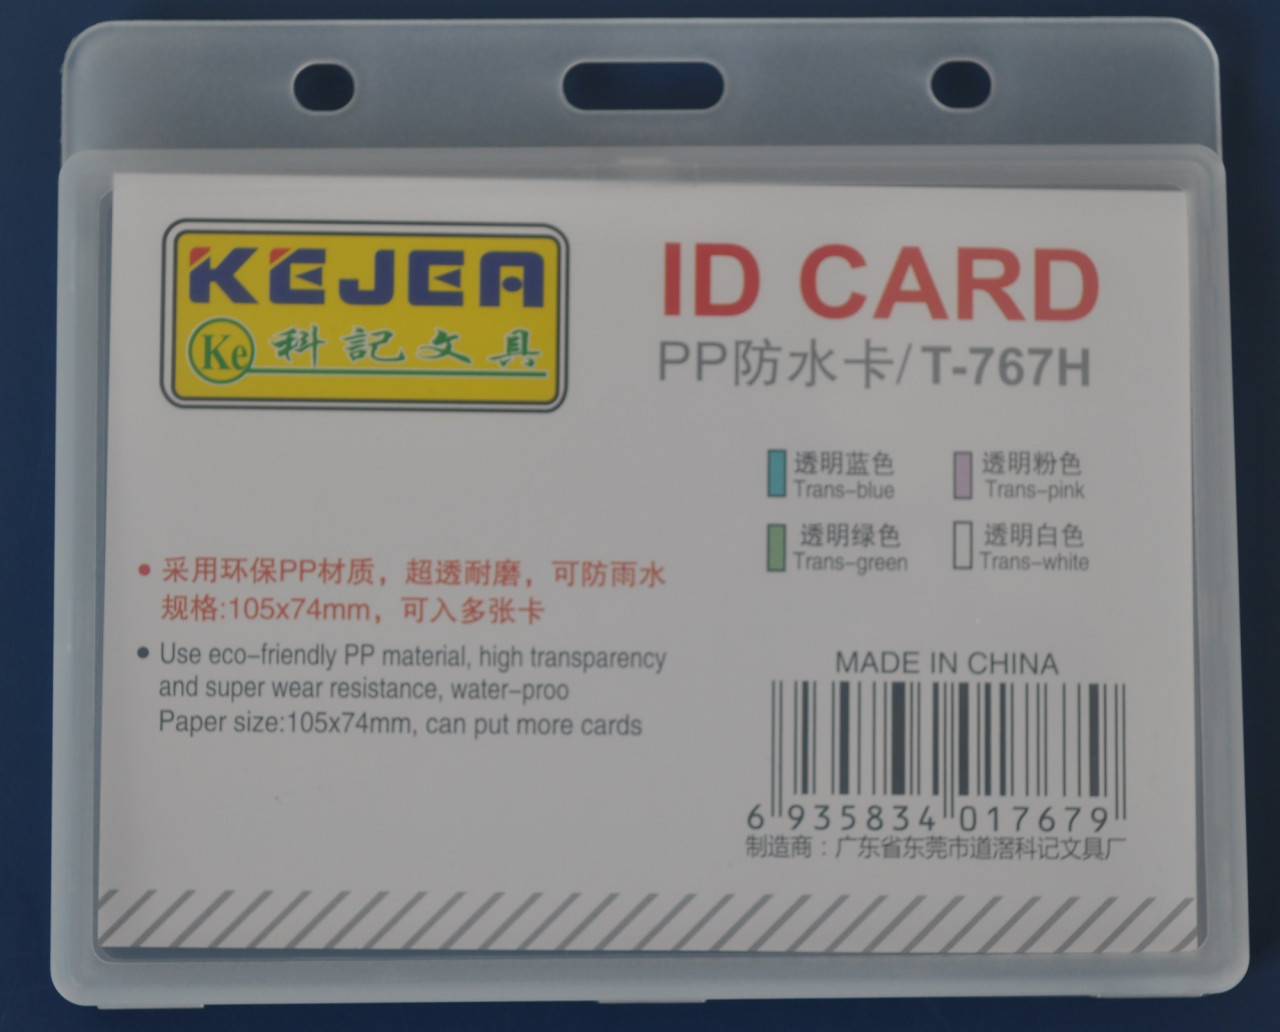 KEJEA
Ke 科記文具
ID CARD
PP防水卡/T-767H
透明蓝色 透明粉色
Trans-blue Trans-pink
透明绿色 透明白色
Trans-green Trans-white
• 采用环保PP材质，超透耐磨，可防雨水
规格:105x74mm，可入多张卡
• Use eco-friendly PP material, high transparency
and super wear resistance, water-proo
Paper size:105x74mm, can put more cards
MADE IN CHINA
6 935834 017679
制造商：广东省东莞市道滘科记文具厂